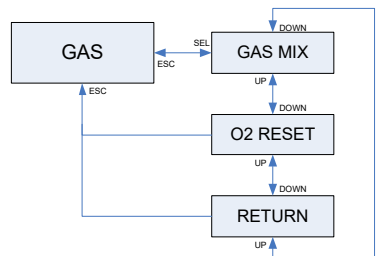 DOWN
SEL
GAS
GAS MIX
ESC
UP
ESC
DOWN
O2 RESET
UP
DOWN
RETURN
UP